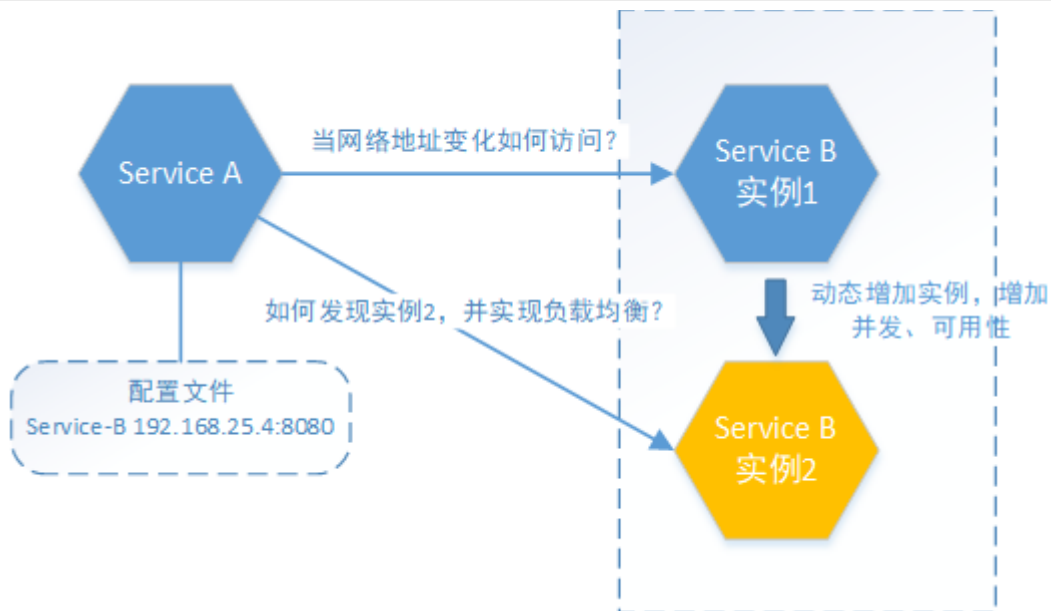 当网络地址变化如何访问?
Service A
Service B
实例1
如何发现实例2，并实现负载均衡?
动态增加实例，增加
并发、可用性
配置文件
Service-B 192.168.25.4:8080
Service B
实例2